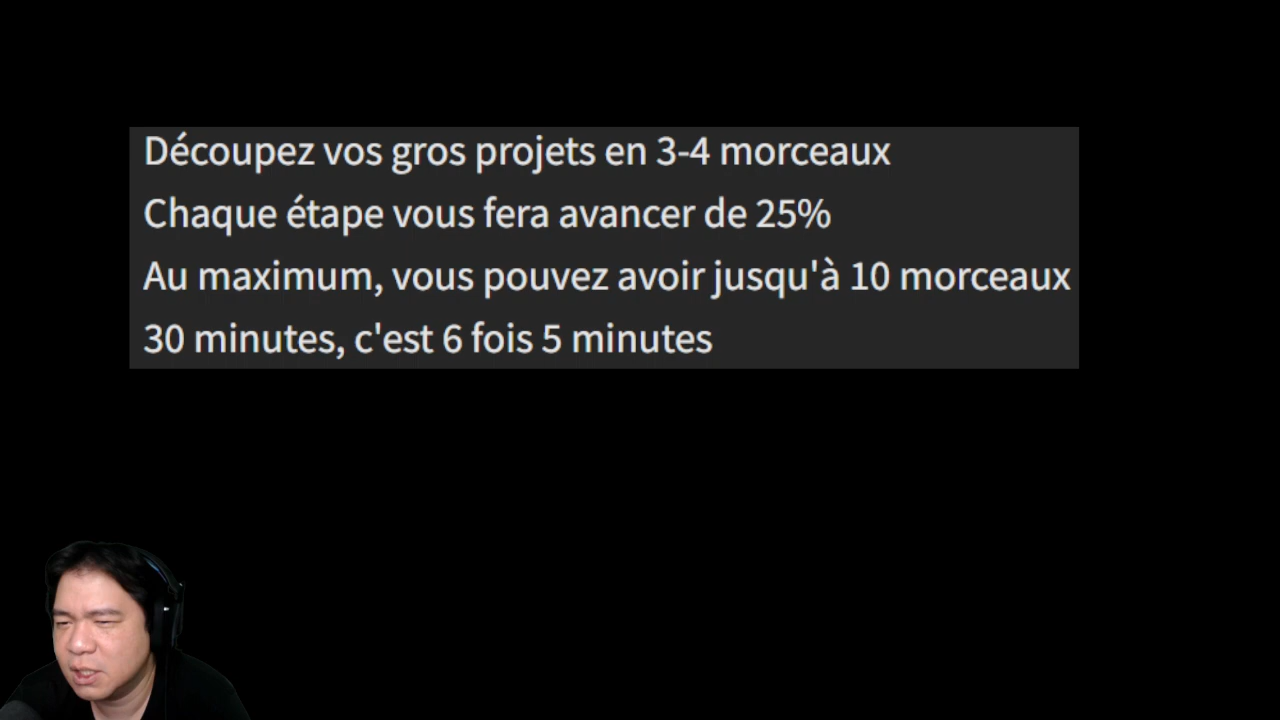 Découpez vos gros projets en 3-4 morceaux
Chaque étape vous fera avancer de 25%
Au maximum, vous pouvez avoir jusqu'à 10 morceaux
30 minutes, c'est 6 fois 5 minutes